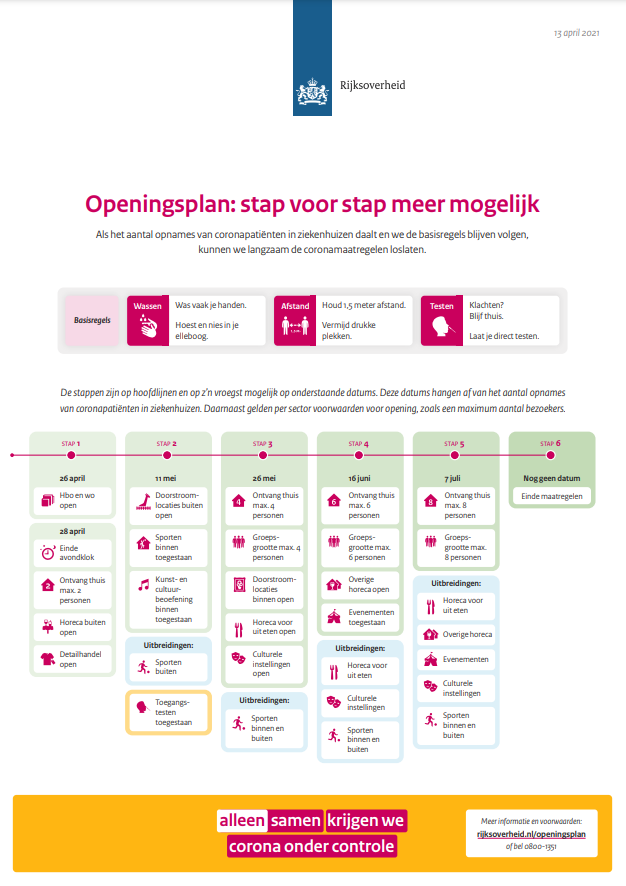 13 april 2021
Rijksoverheid
Openingsplan: stap voor stap meer mogelijk
Als het aantal opnames van coronapatiënten in ziekenhuizen daalt en we de basisregels blijven volgen,
kunnen we langzaam de coronamaatregelen loslaten.
Basisregels
Wassen
Was vaak je handen.
Hoest en nies in je
elleboog.
Afstand
1,5 m
Houd 1,5 meter afstand.
Vermijd drukke
plekken.
Testen
Klachten?
Blijf thuis.
Laat je direct testen.
De stappen zijn op hoofdlijnen en op z'n vroegst mogelijk op onderstaande datums. Deze datums hangen af van het aantal opnames
van coronapatiënten in ziekenhuizen. Daarnaast gelden per sector voorwaarden voor opening, zoals een maximum aantal bezoekers.
STAP 1
26 april
Hbo en wo
open
28 april
Einde
avondklok
2
Ontvang thuis
max. 2
personen
Horeca buiten
open
Detailhandel
open
STAP 2
11 mei
Doorstroom-
locaties buiten
open
Sporten
binnen
toegestaan
Kunst- en
cultuur-
beoefening
binnen
toegestaan
Uitbreidingen:
Sporten
buiten
Toegangs-
testen
toegestaan
STAP 3
26 mei
4
Ontvang thuis
max. 4
personen
Groeps-
grootte max. 4
personen
Doorstroom-
locaties
binnen open
Horeca voor
uit eten open
Culturele
instellingen
open
Uitbreidingen:
Sporten
binnen en
buiten
STAP 4
16 juni
6
Ontvang thuis
max. 6
personen
Groeps-
grootte max.
6 personen
Overige
horeca open
Evenementen
toegestaan
Uitbreidingen:
Horeca voor
uit eten
Culturele
instellingen
Sporten
binnen en
buiten
STAP 5
7 juli
8
Ontvang thuis
max. 8
personen
Groeps-
grootte max.
8 personen
Uitbreidingen:
Horeca voor
uit eten
Overige horeca
Evenementen
Culturele
instellingen
Sporten
binnen en
buiten
STAP 6
Nog geen datum
Einde maatregelen
alleen samen krijgen we
corona onder controle
Meer informatie en voorwaarden:
rijksoverheid.nl/openingsplan
of bel 0800-1351